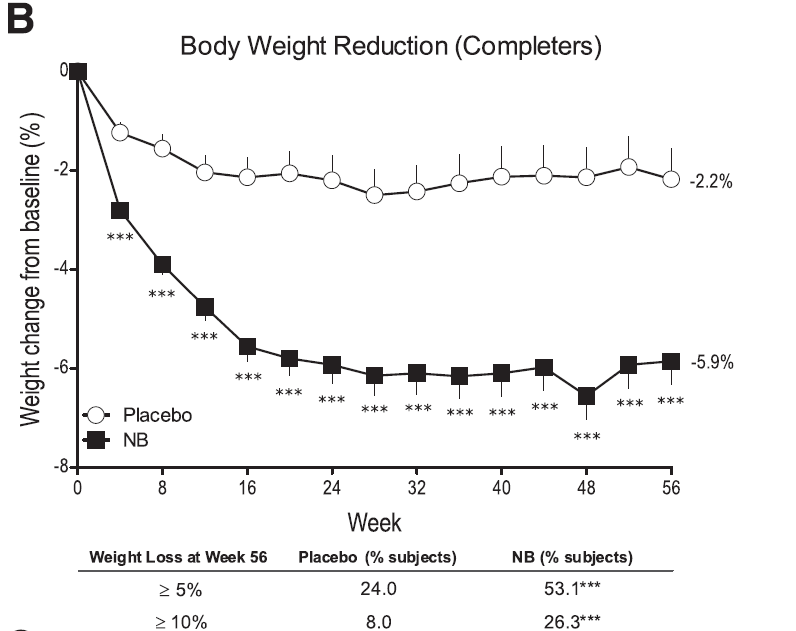 B
Body Weight Reduction (Completers)
Weight change from baseline (%)
0
-2
-4
-6
-8
-2.2%
-5.9%
***
***
***
***
***
***
***
***
***
***
***
***
***
***
Placebo
NB
0 8 16 24 32 40 48 56
Week
Weight Loss at Week 56 Placebo (% subjects) NB (% subjects)
≥ 5% 24.0 53.1***
≥ 10% 8.0 26.3***